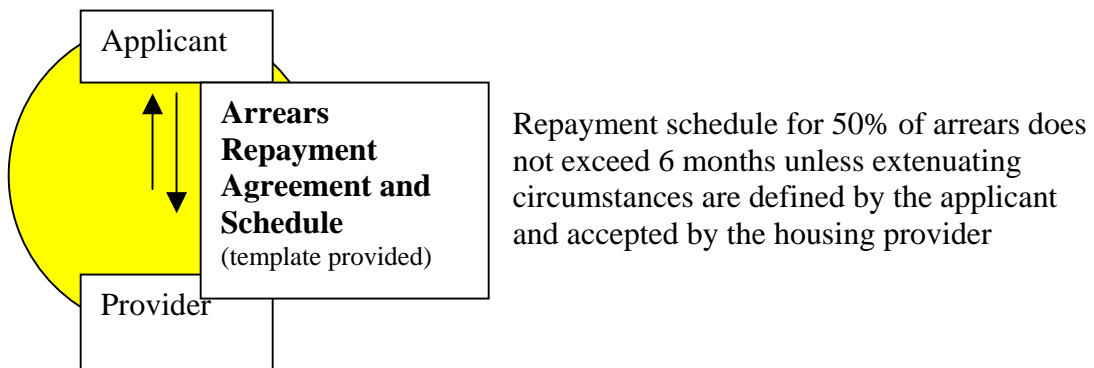 Applicant
Arrears
Repayment
Agreement and
Schedule
(template provided)
Provider
Repayment schedule for 50% of arrears does
not exceed 6 months unless extenuating
circumstances are defined by the applicant
and accepted by the housing provider